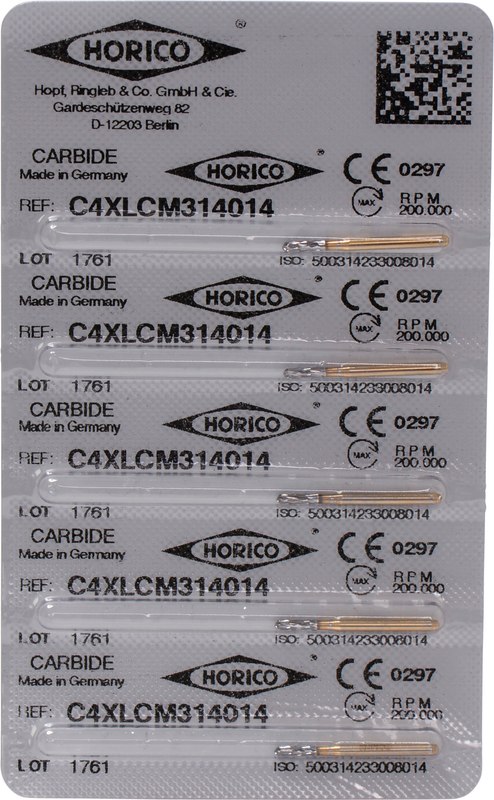 HORICO ®
Hopf, Ringleb & Co. GmbH & Cie.
Gardeschützenweg 82
D-12203 Berlin
CARBIDE HORICO ® CE 0297
Made in Germany
MAX RPM
REF: C4XLCM314014 200.000
LOT 1761 ISO: 500314233008014
CARBIDE HORICO ® CE 0297
Made in Germany
MAX RPM
REF: C4XLCM314014 200.000
LOT 1761 ISO: 500314233008014
CARBIDE HORICO ® CE 0297
Made in Germany
MAX RPM
REF: C4XLCM314014 200.000
LOT 1761 ISO: 500314233008014
CARBIDE HORICO ® CE 0297
Made in Germany
MAX RPM
REF: C4XLCM314014 200.000
LOT 1761 ISO: 500314233008014
CARBIDE HORICO ® CE 0297
Made in Germany
MAX RPM
REF: C4XLCM314014 200.000
LOT 1761 ISO: 500314233008014